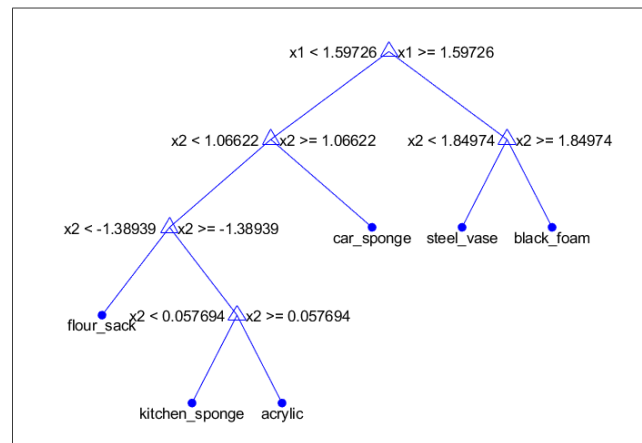 x1 < 1.59726 x1 >= 1.59726
x2 < 1.06622 x2 >= 1.06622 x2 < 1.84974 x2 >= 1.84974
x2 < -1.38939 x2 >= -1.38939
car_sponge steel_vase black_foam
flour_sack x2 < 0.057694 x2 >= 0.057694
kitchen_sponge acrylic